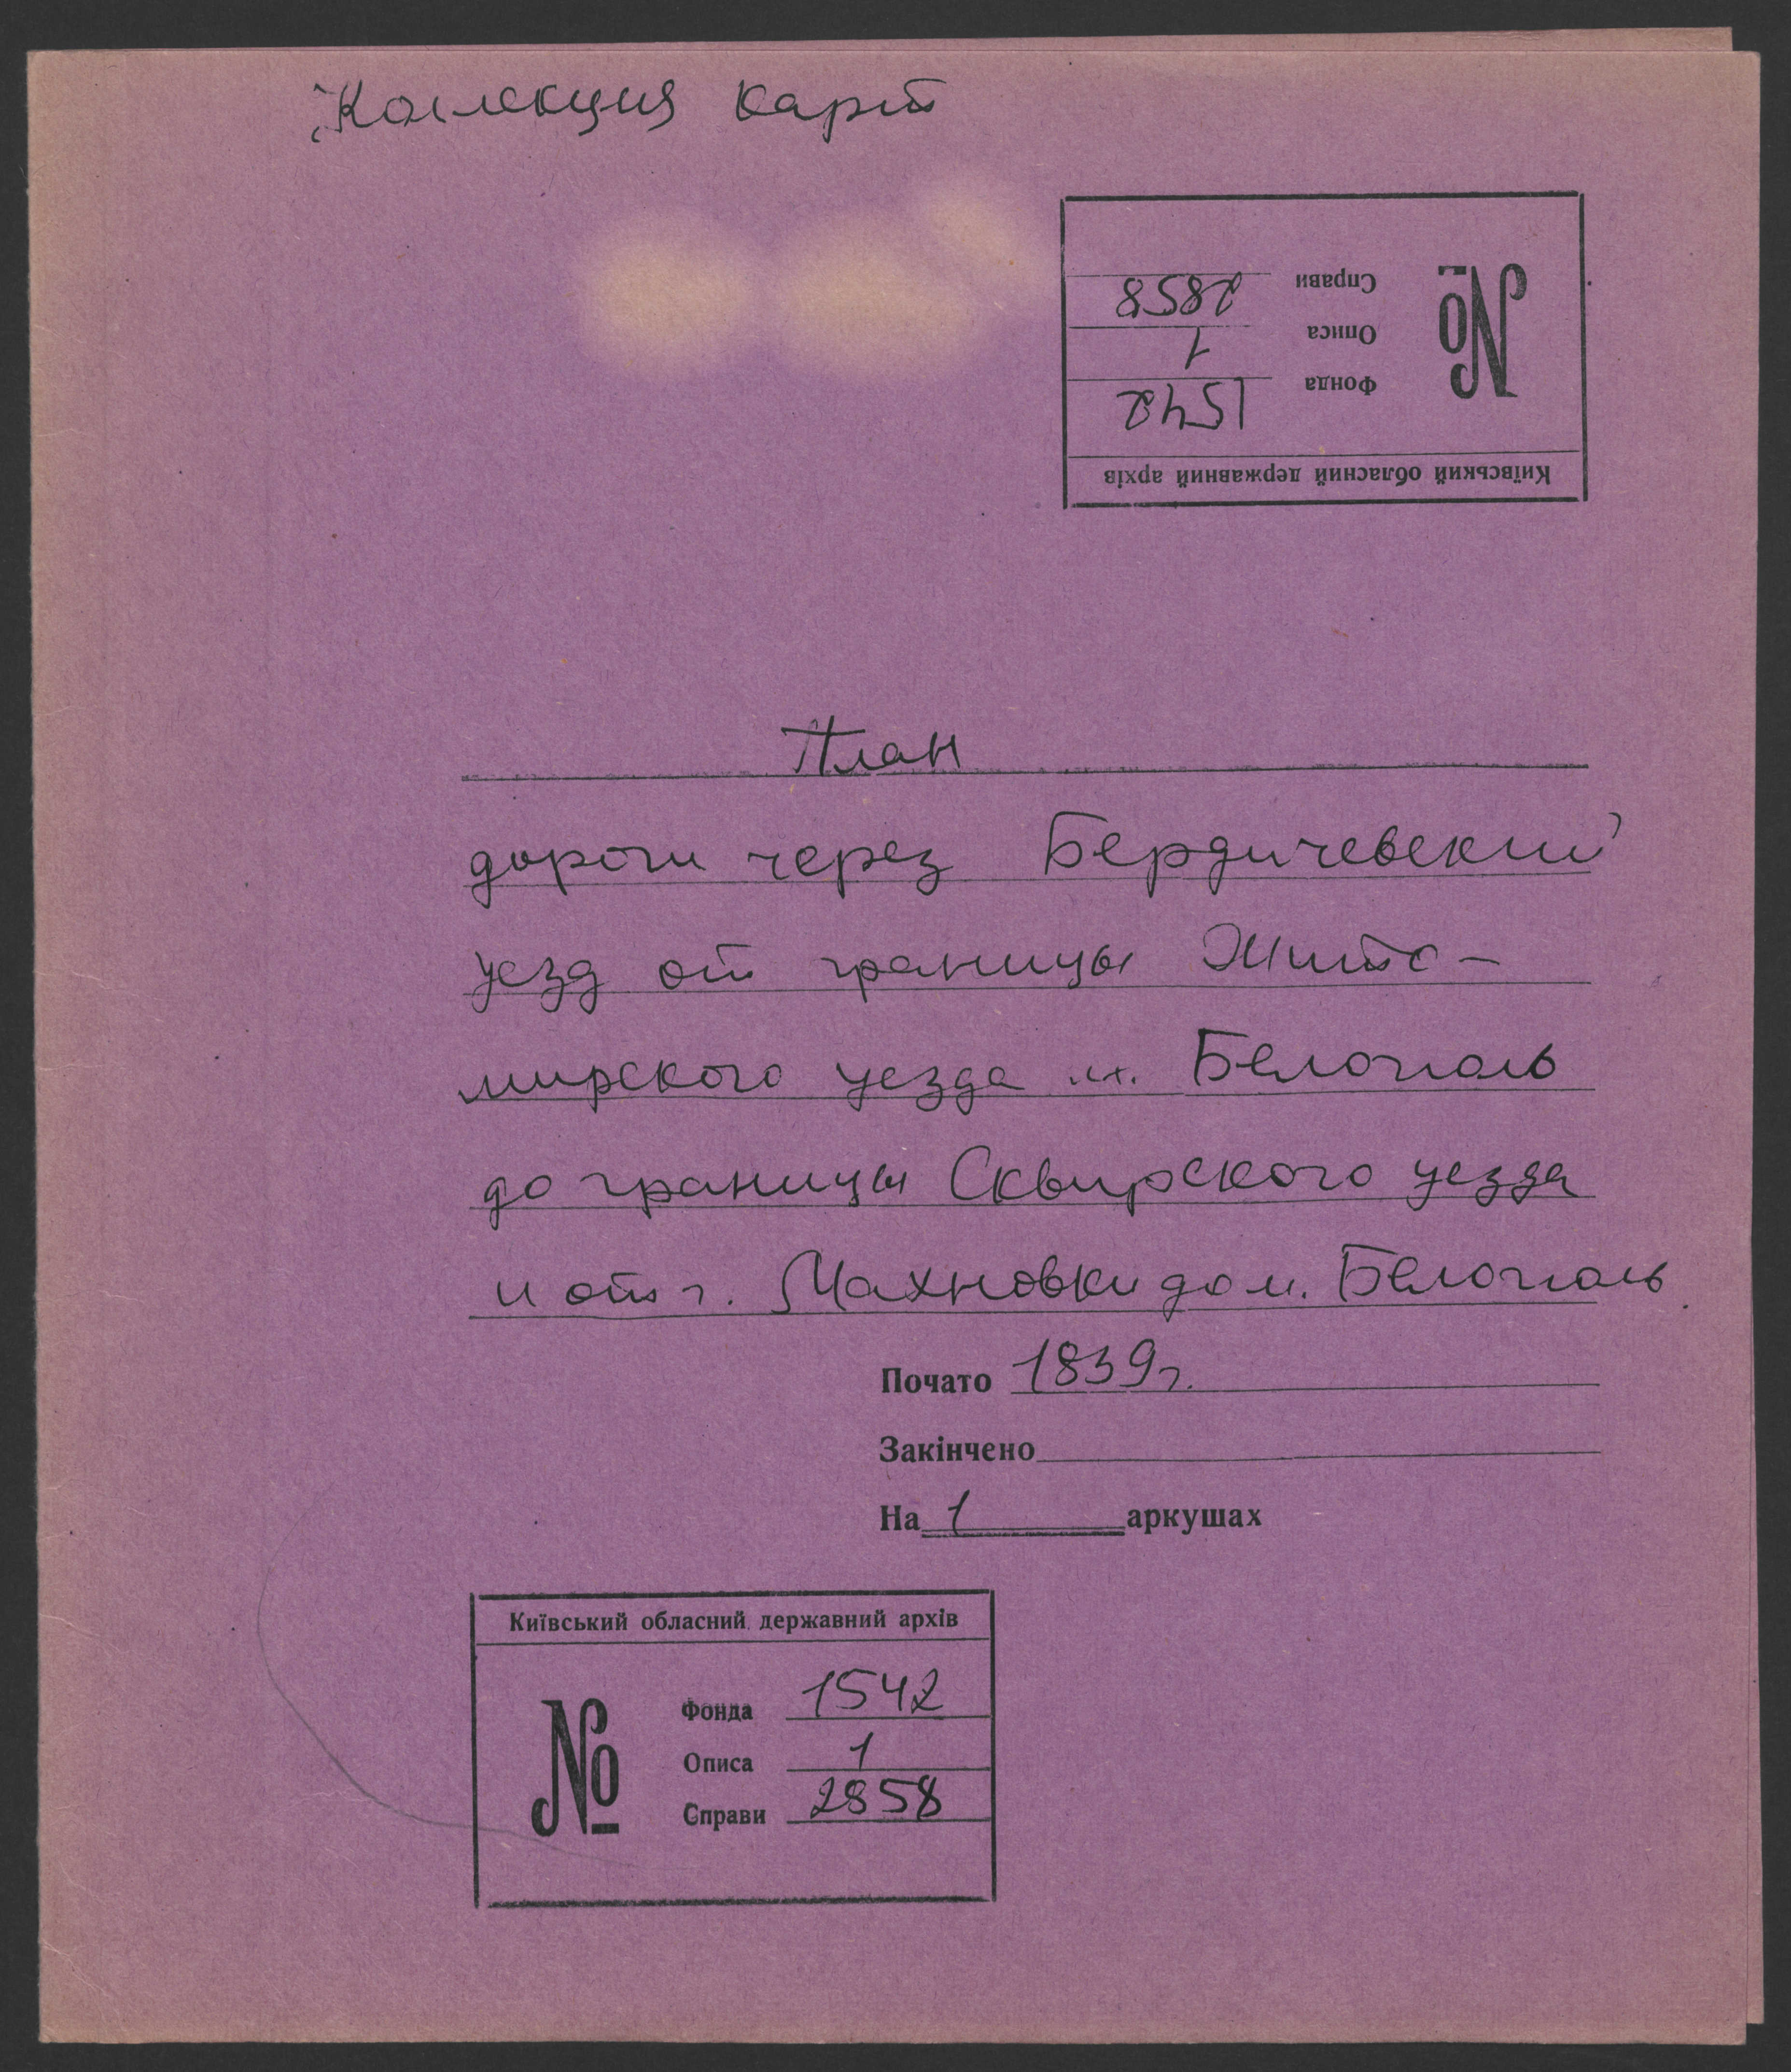 Коллекция карт
Київський обласний державний архів
№
Фонда 1542
Описа 1
Справи 2858
План
дороги через Бердичевский
уезд от границы Жито-
мирского уезда м. Белополь
до границы Сквирского уезда
и от г. Махновки до м. Белополь
Почато 1839 г.
Закінчено
На 1 аркушах
Київський обласний державний архів
№
Фонда 1542
Описа 1
Справи 2858